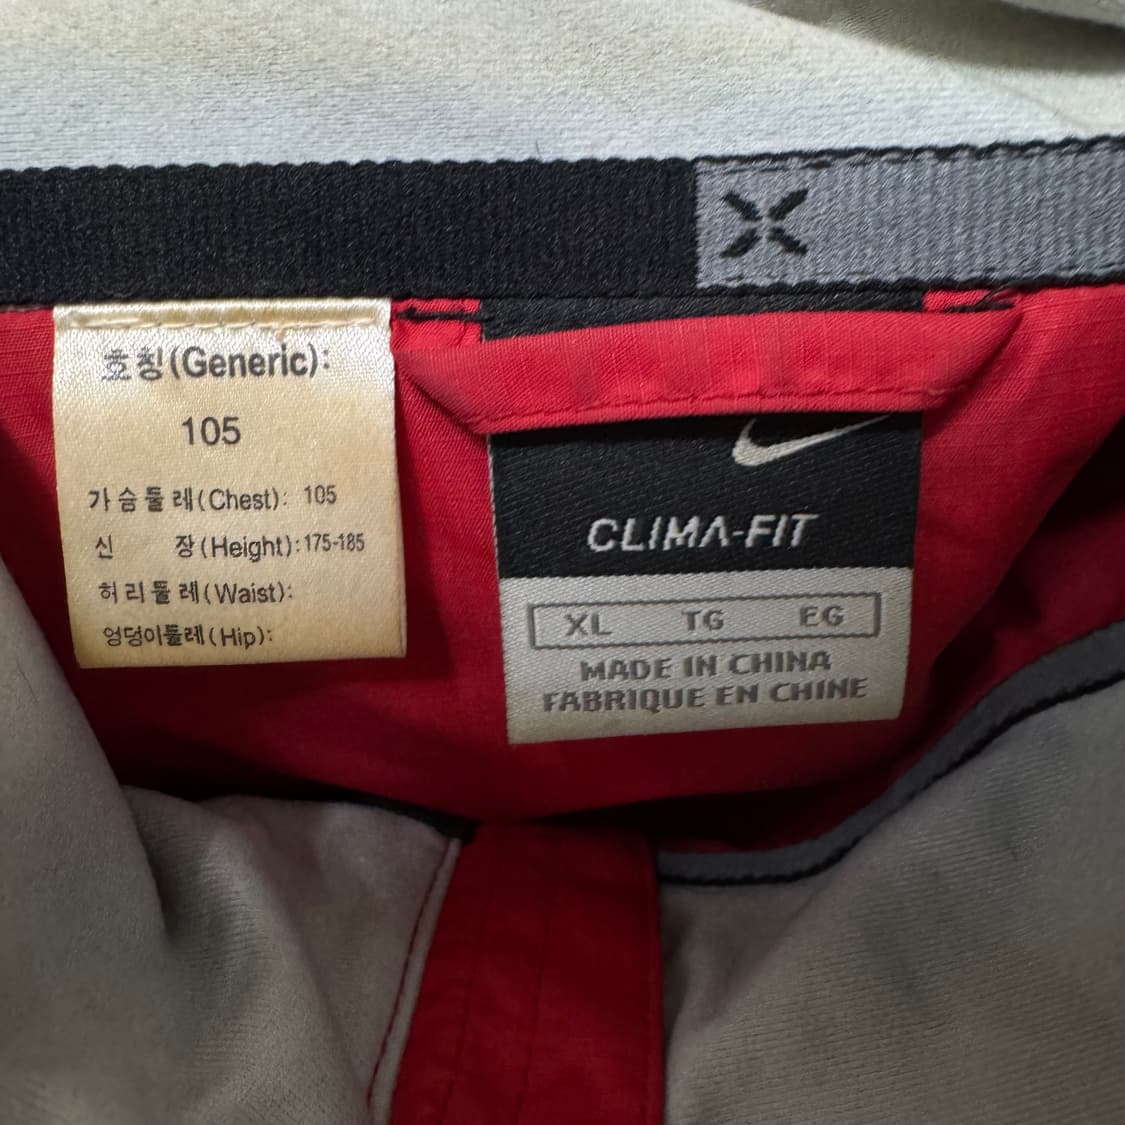 호칭(Generic):
105
가슴둘레(Chest): 105
신 장(Height):175-185
허리둘레(Waist):
엉덩이둘레(Hip):
CLIMA-FIT
XL TG EG
MADE IN CHINA
FABRIQUE EN CHINE